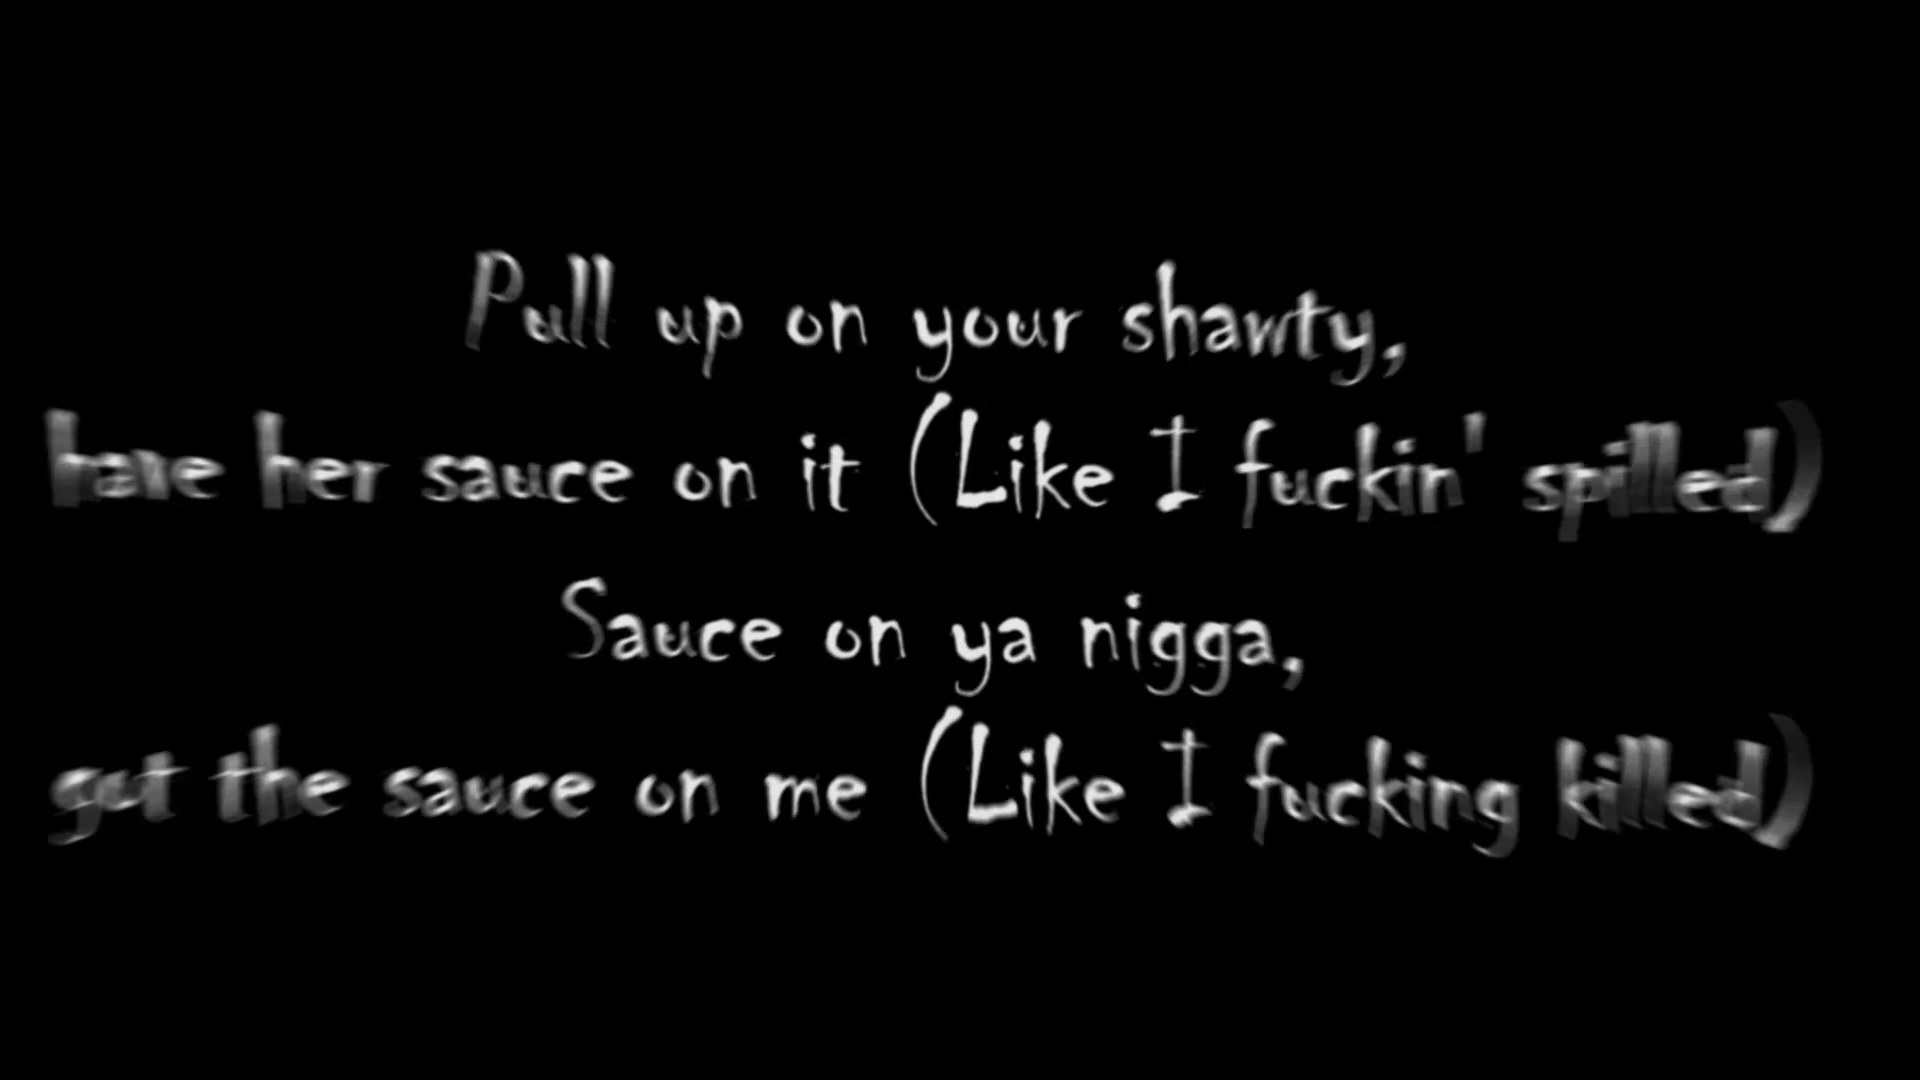 Pull up on your shawty,
have her sauce on it (Like I fuckin' spilled)
Sauce on ya nigga,
got the sauce on me (Like I fucking killed)